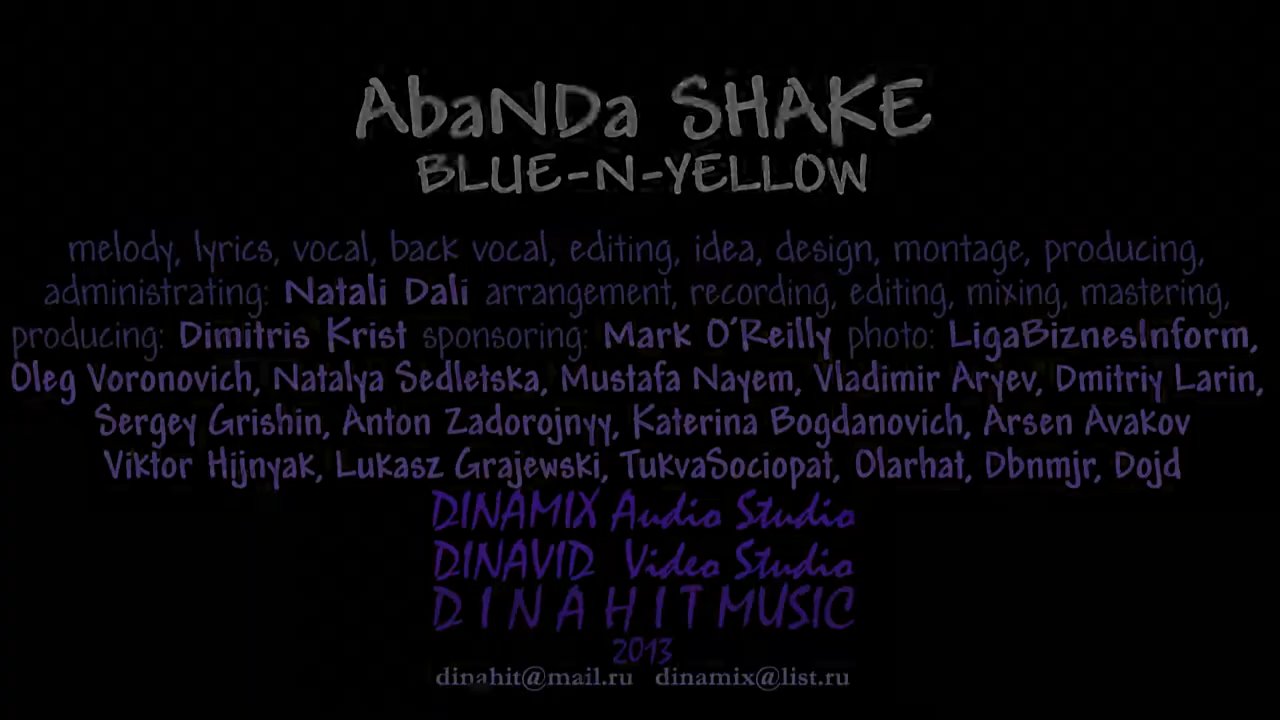 AbaNDa SHAKE
BLUE-N-YELLOW
melody, lyrics, vocal, back vocal, editing, idea, design, montage, producing,
administrating: Natali Dali arrangement, recording, editing, mixing, mastering,
producing: Dimitris Krist sponsoring: Mark O'Reilly photo: LigaBiznesInform,
Oleg Voronovich, Natalya Sedletska, Mustafa Nayem, Vladimir Aryev, Dmitriy Larin,
Sergey Grishin, Anton Zadorojnyy, Katerina Bogdanovich, Arsen Avakov
Viktor Hijnyak, Lukasz Grajewski, TukvaSociopat, Olarhat, Dbnmjr, Dojd
DINAMIX Audio Studio
DINAVID Video Studio
D I N A H I T MUSIC
2013
dinahit@mail.ru dinamix@list.ru